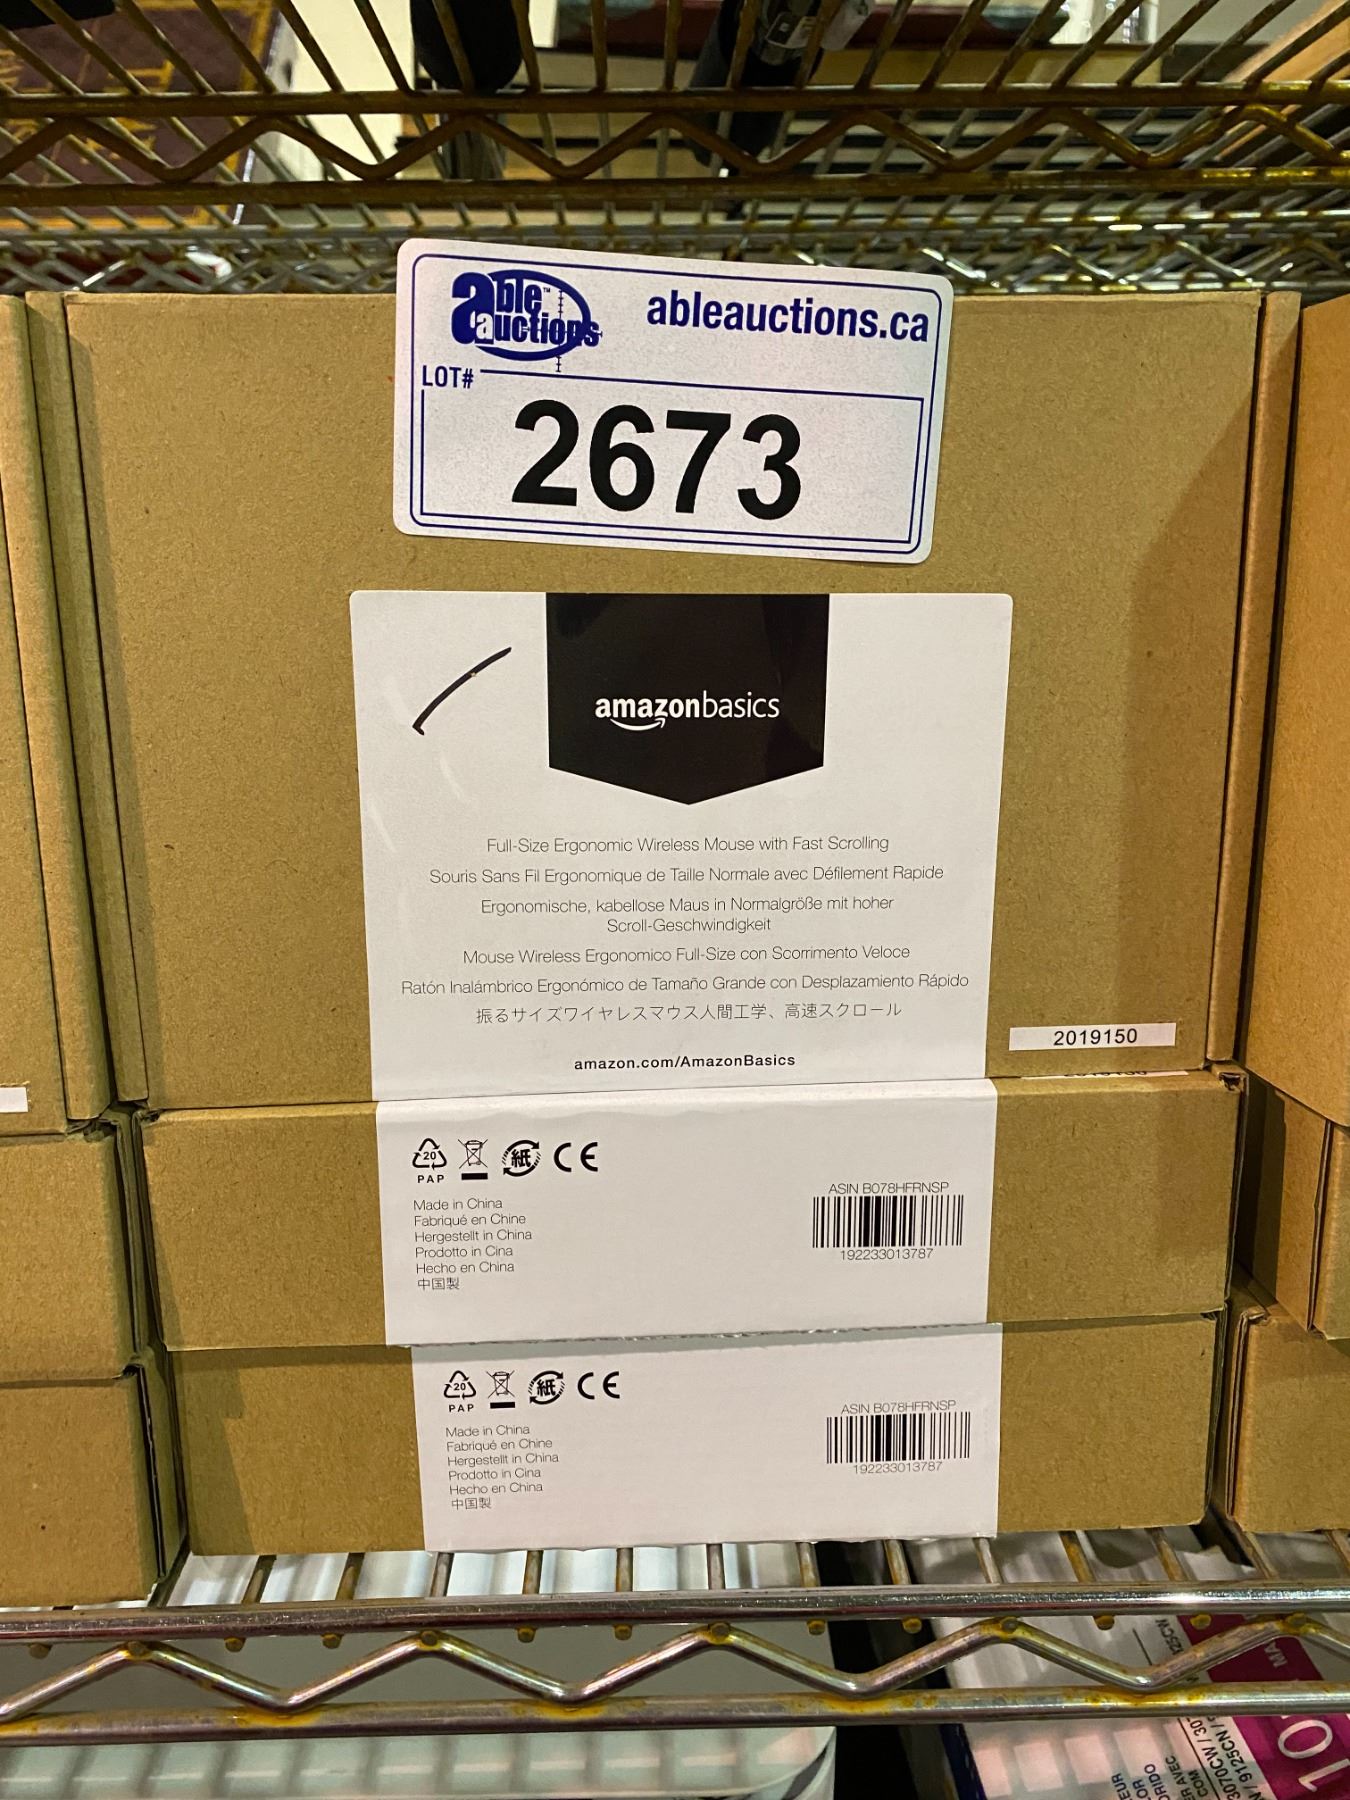 able™
auctions
ableauctions.ca
LOT#
2673
amazonbasics
Full-Size Ergonomic Wireless Mouse with Fast Scrolling
Souris Sans Fil Ergonomique de Taille Normale avec Défilement Rapide
Ergonomische, kabellose Maus in Normalgröße mit hoher
Scroll-Geschwindigkeit
Mouse Wireless Ergonomico Full-Size con Scorrimento Veloce
Ratón Inalámbrico Ergonómico de Tamaño Grande con Desplazamiento Rápido
振るサイズワイヤレスマウス人間工学、高速スクロール
amazon.com/AmazonBasics
2019150
20
PAP
紙
CE
Made in China
Fabriqué en Chine
Hergestellt in China
Prodotto in Cina
Hecho en China
中国製
ASIN B078HFRNSP
192233013787
20
PAP
紙
CE
Made in China
Fabriqué en Chine
Hergestellt in China
Prodotto in Cina
Hecho en China
中国製
ASIN B078HFRNSP
192233013787